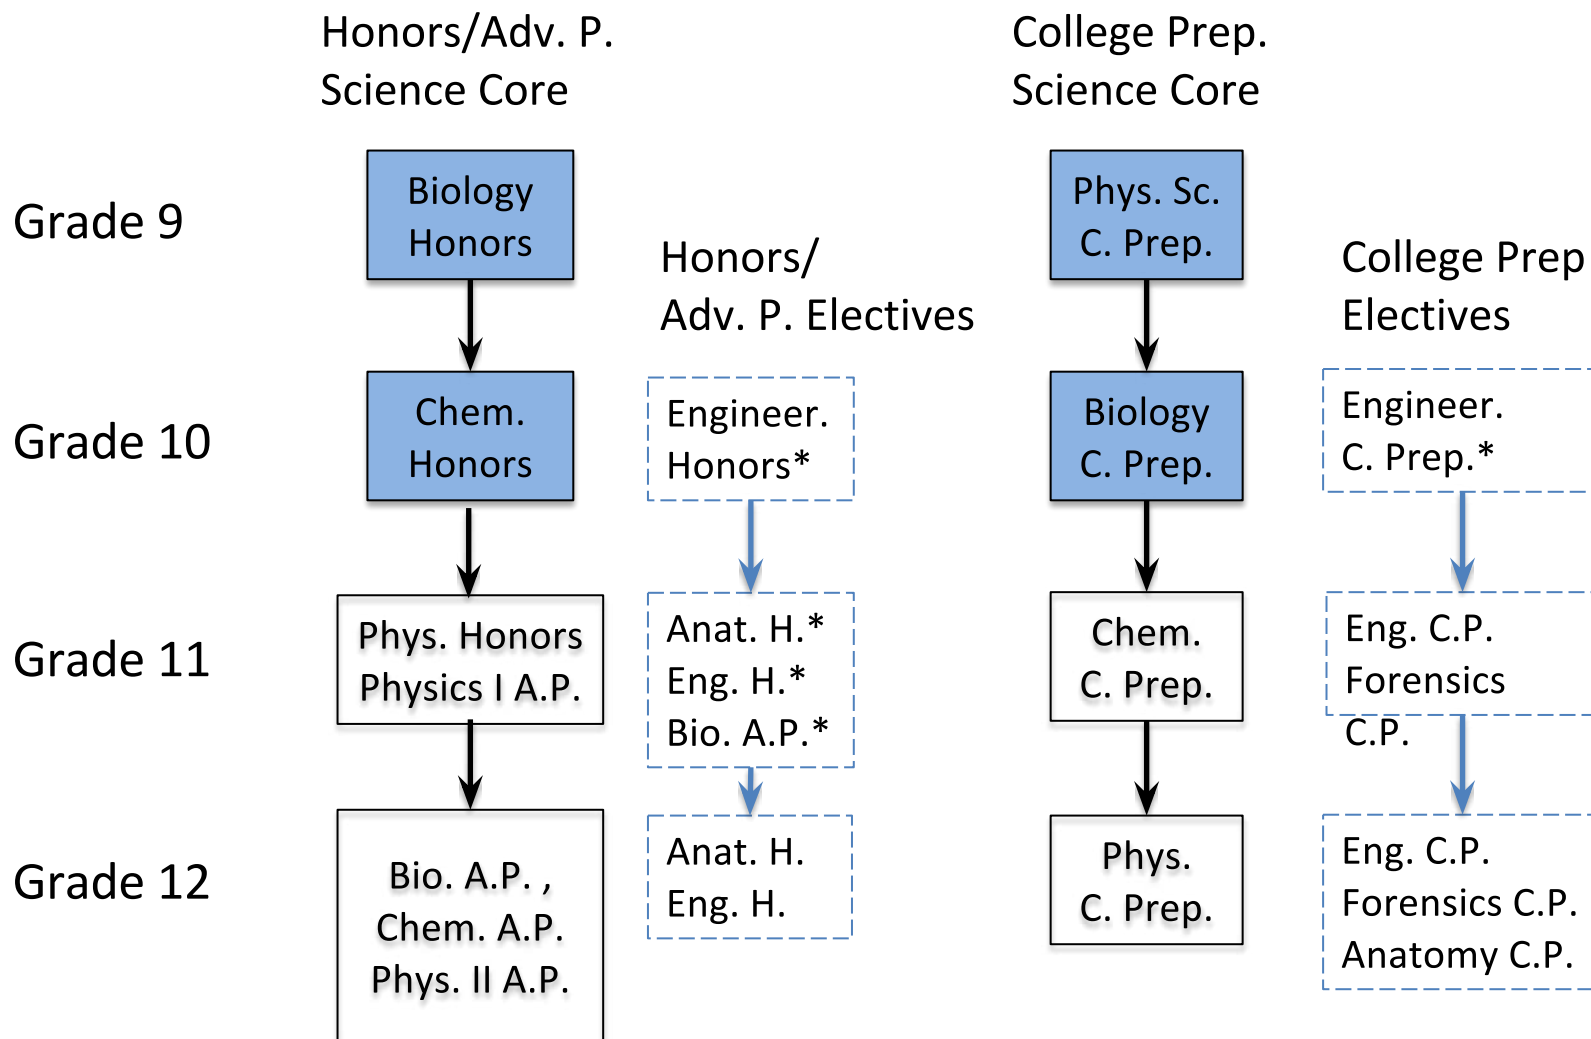 Honors/Adv. P.
Science Core
College Prep.
Science Core
Grade 9
Biology
Honors
Phys. Sc.
C. Prep.
Honors/
Adv. P. Electives
College Prep
Electives
Grade 10
Chem.
Honors
Engineer.
Honors*
Biology
C. Prep.
Engineer.
C. Prep.*
Grade 11
Phys. Honors
Physics I A.P.
Anat. H.*
Eng. H.*
Bio. A.P.*
Chem.
C. Prep.
Eng. C.P.
Forensics
C.P.
Grade 12
Bio. A.P. ,
Chem. A.P.
Phys. II A.P.
Anat. H.
Eng. H.
Phys.
C. Prep.
Eng. C.P.
Forensics C.P.
Anatomy C.P.